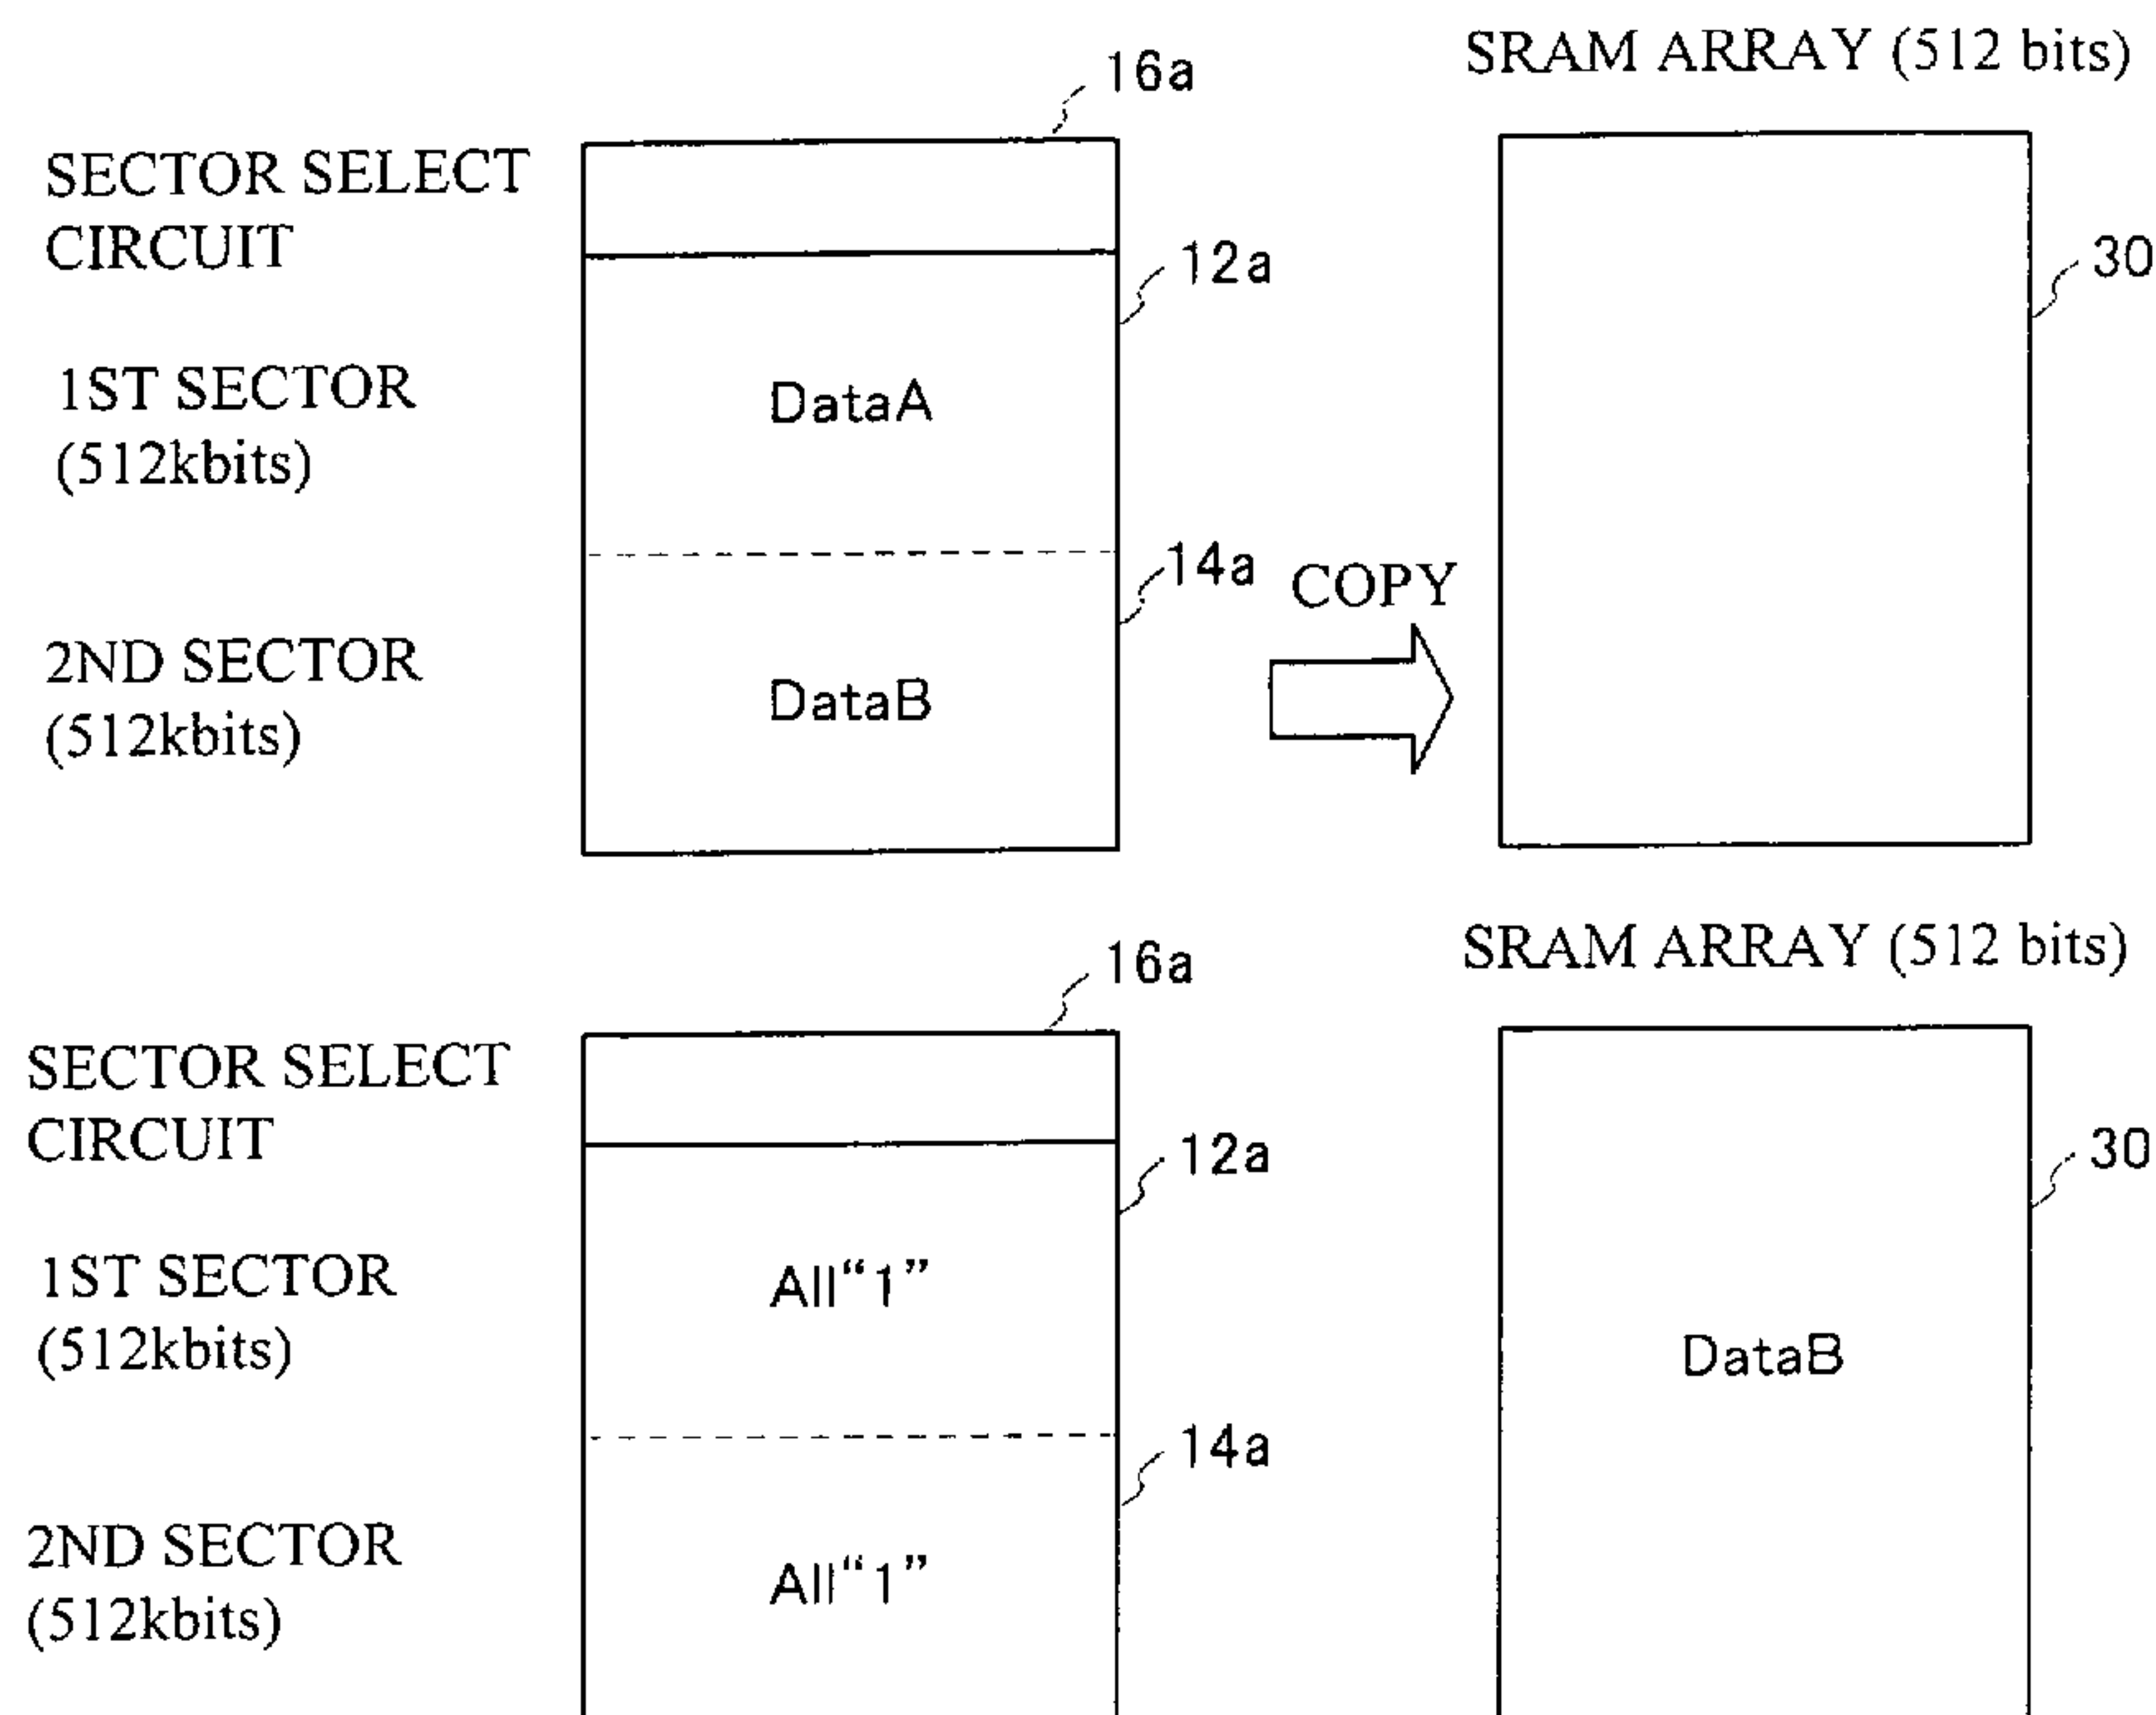 SRAM ARRAY (512 bits)
16a
SECTOR SELECT
CIRCUIT
12a
30
1ST SECTOR
(512kbits)
DataA
14a
COPY
2ND SECTOR
(512kbits)
DataB
SRAM ARRAY (512 bits)
16a
SECTOR SELECT
CIRCUIT
12a
30
1ST SECTOR
(512kbits)
All“1”
DataB
14a
2ND SECTOR
(512kbits)
All“1”